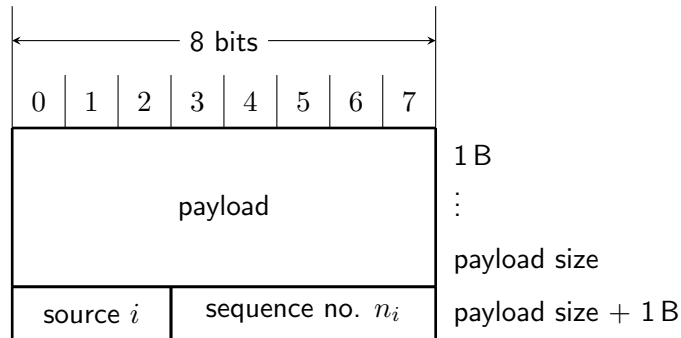 8 bits
0 1 2 3 4 5 6 7
1 B
payload
⋮
payload size
source i sequence no. nᵢ payload size + 1 B